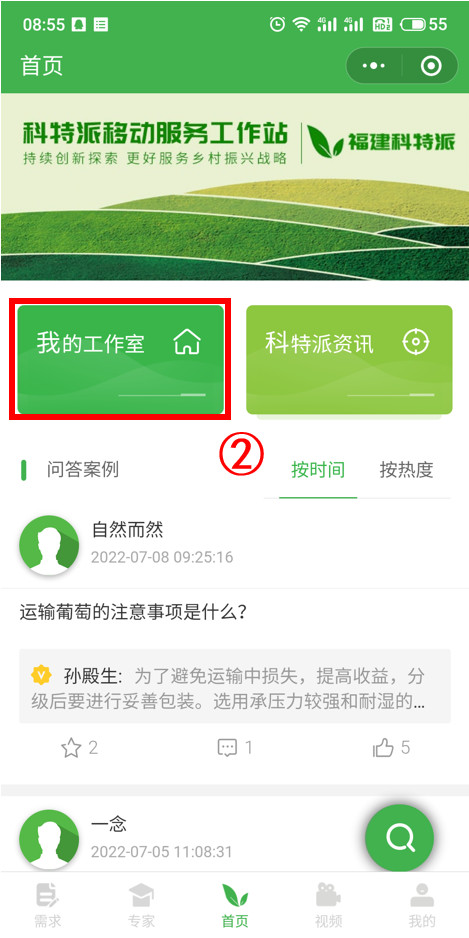 08:55
4G 4G HD 2 55
首页
科特派移动服务工作站
持续创新探索 更好服务乡村振兴战略
福建科特派
我的工作室
科特派资讯
②
问答案例
按时间
按热度
自然而然
2022-07-08 09:25:16
运输葡萄的注意事项是什么？
孙殿生: 为了避免运输中损失，提高收益，分
级后要进行妥善包装。选用承压力较强和耐湿的...
2
1
5
一念
2022-07-05 11:08:31
需求
专家
首页
视频
我的